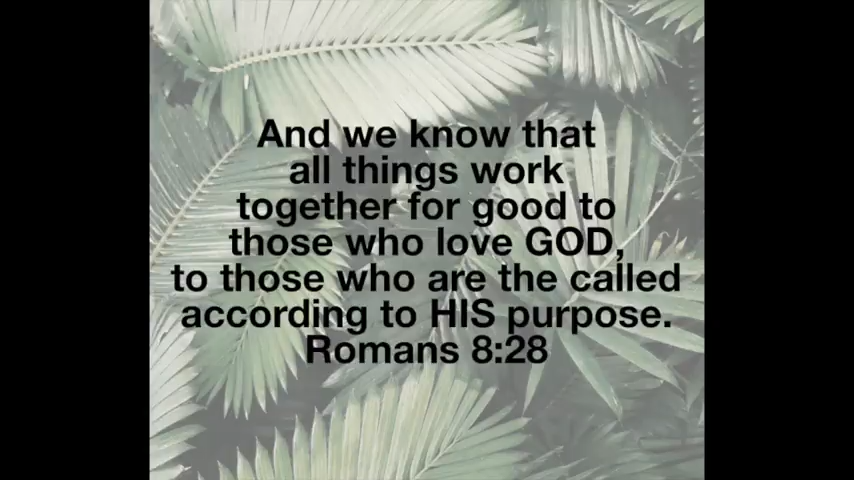 And we know that
all things work
together for good to
those who love GOD,
to those who are the called
according to HIS purpose.
Romans 8:28